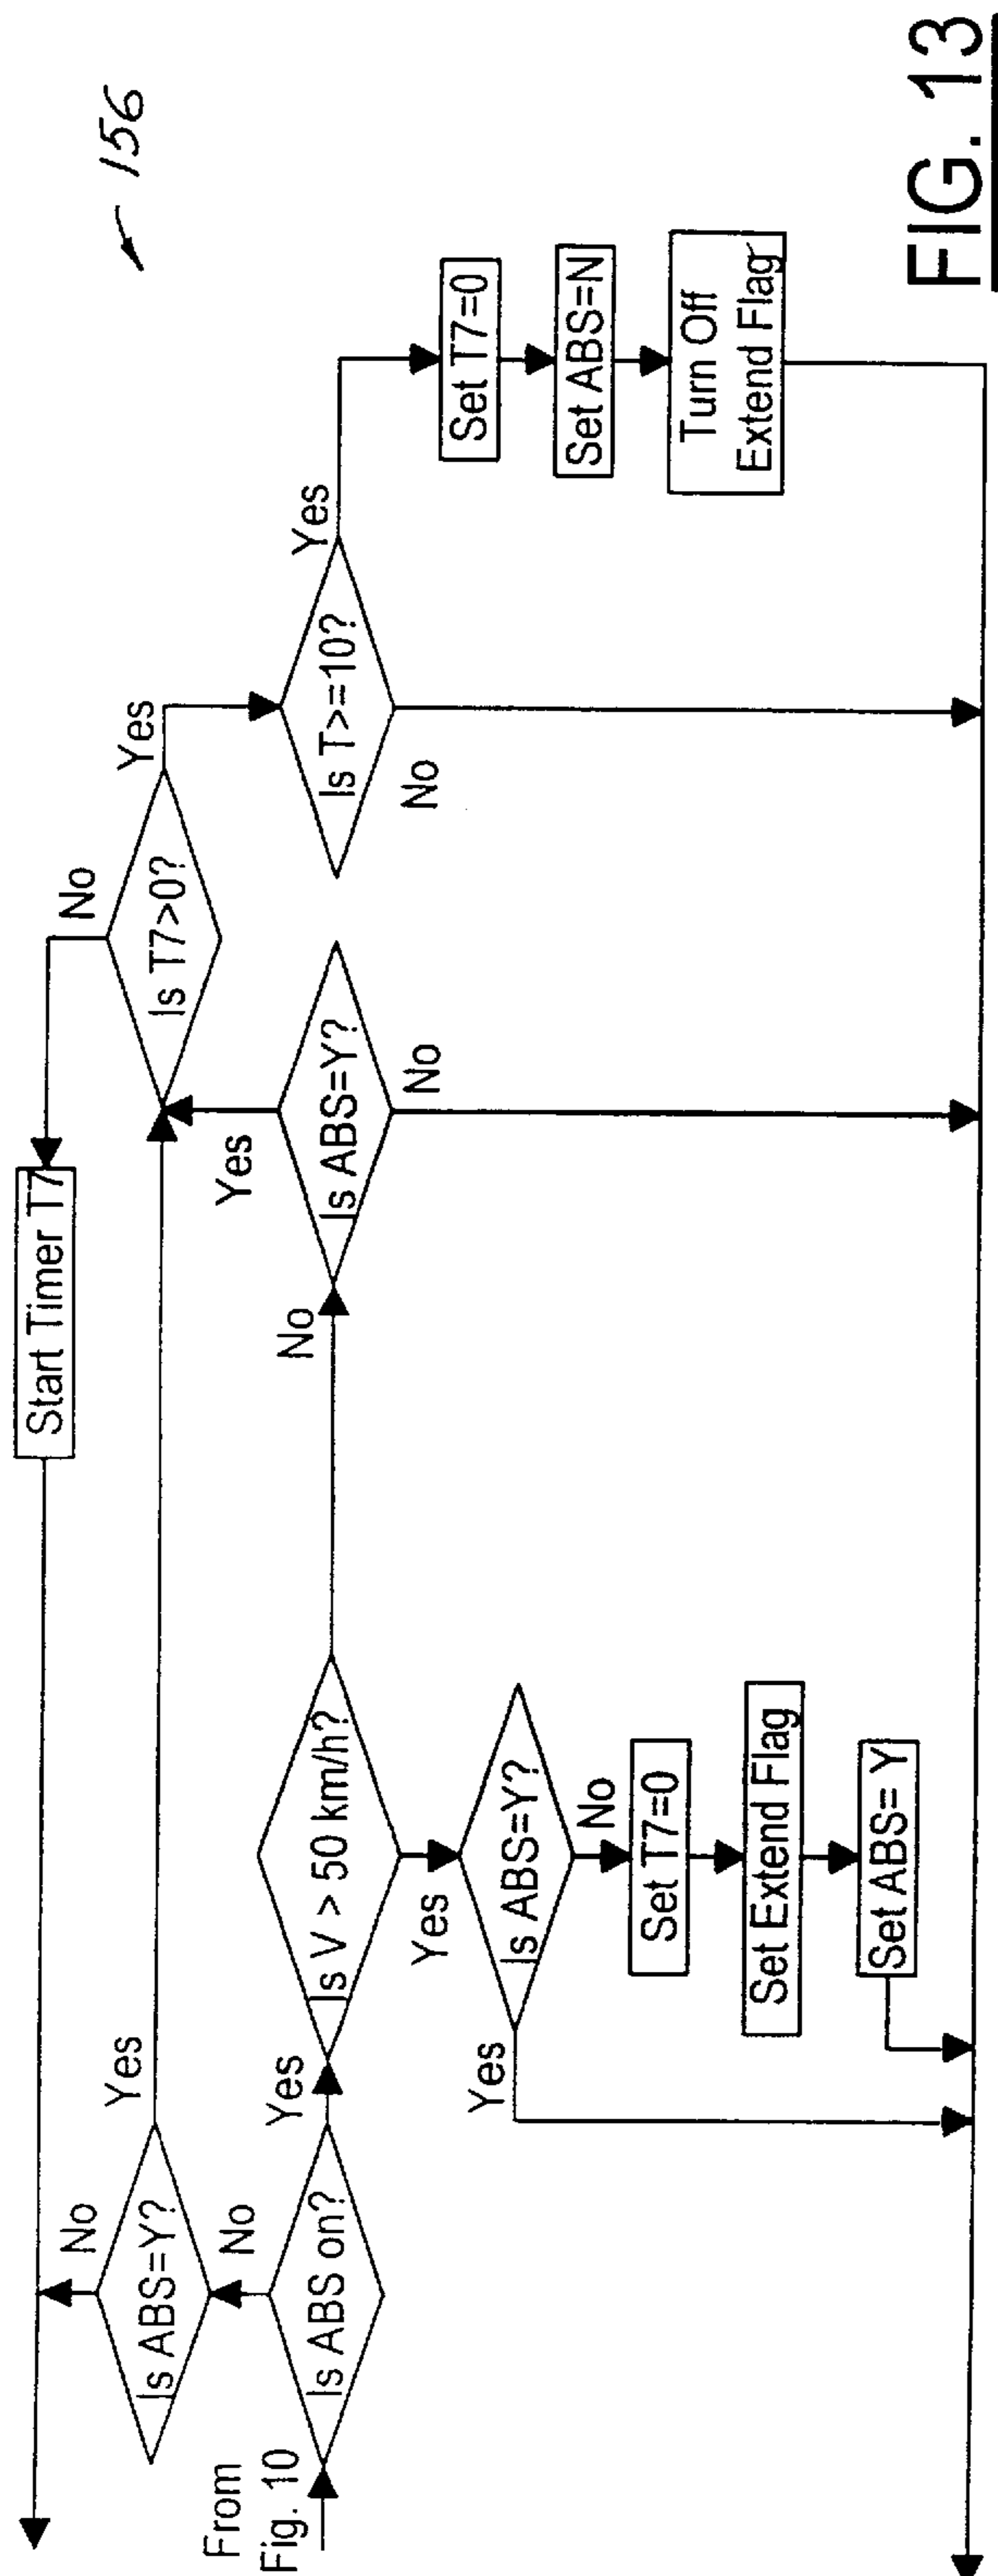 156
Start Timer T7
No
Is T7>0?
Yes
Is ABS=Y?
No
Yes
Is ABS=Y?
Yes
No
Is T>=10?
Yes
No
Set T7=0
Set ABS=N
Turn Off
Extend Flag
From
Fig. 10
Is ABS on?
No
Yes
Is V > 50 km/h?
No
Yes
Is ABS=Y?
Yes
No
Set T7=0
Set Extend Flag
Set ABS= Y
FIG. 13